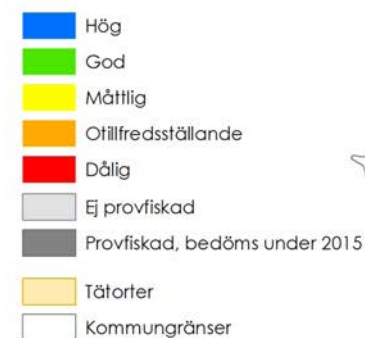 Hög
God
Måttlig
Otillfredsställande
Dålig
Ej provfiskad
Provfiskad, bedöms under 2015
Tätorter
Kommungränser